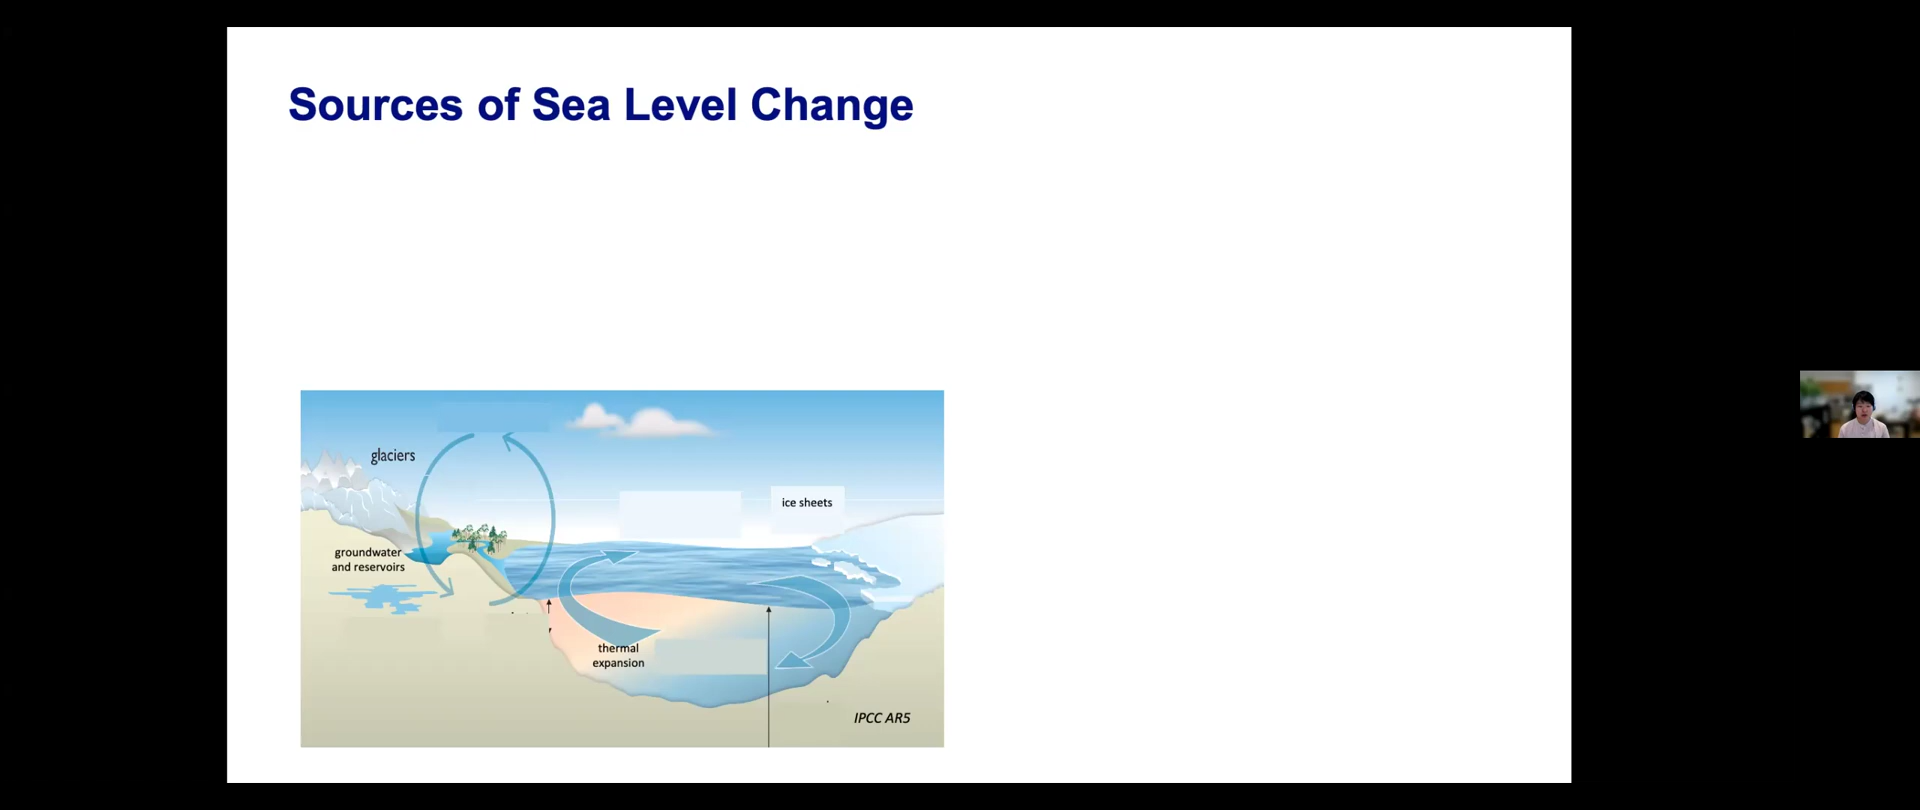 Sources of Sea Level Change
glaciers
ice sheets
groundwater
and reservoirs
thermal
expansion
IPCC AR5